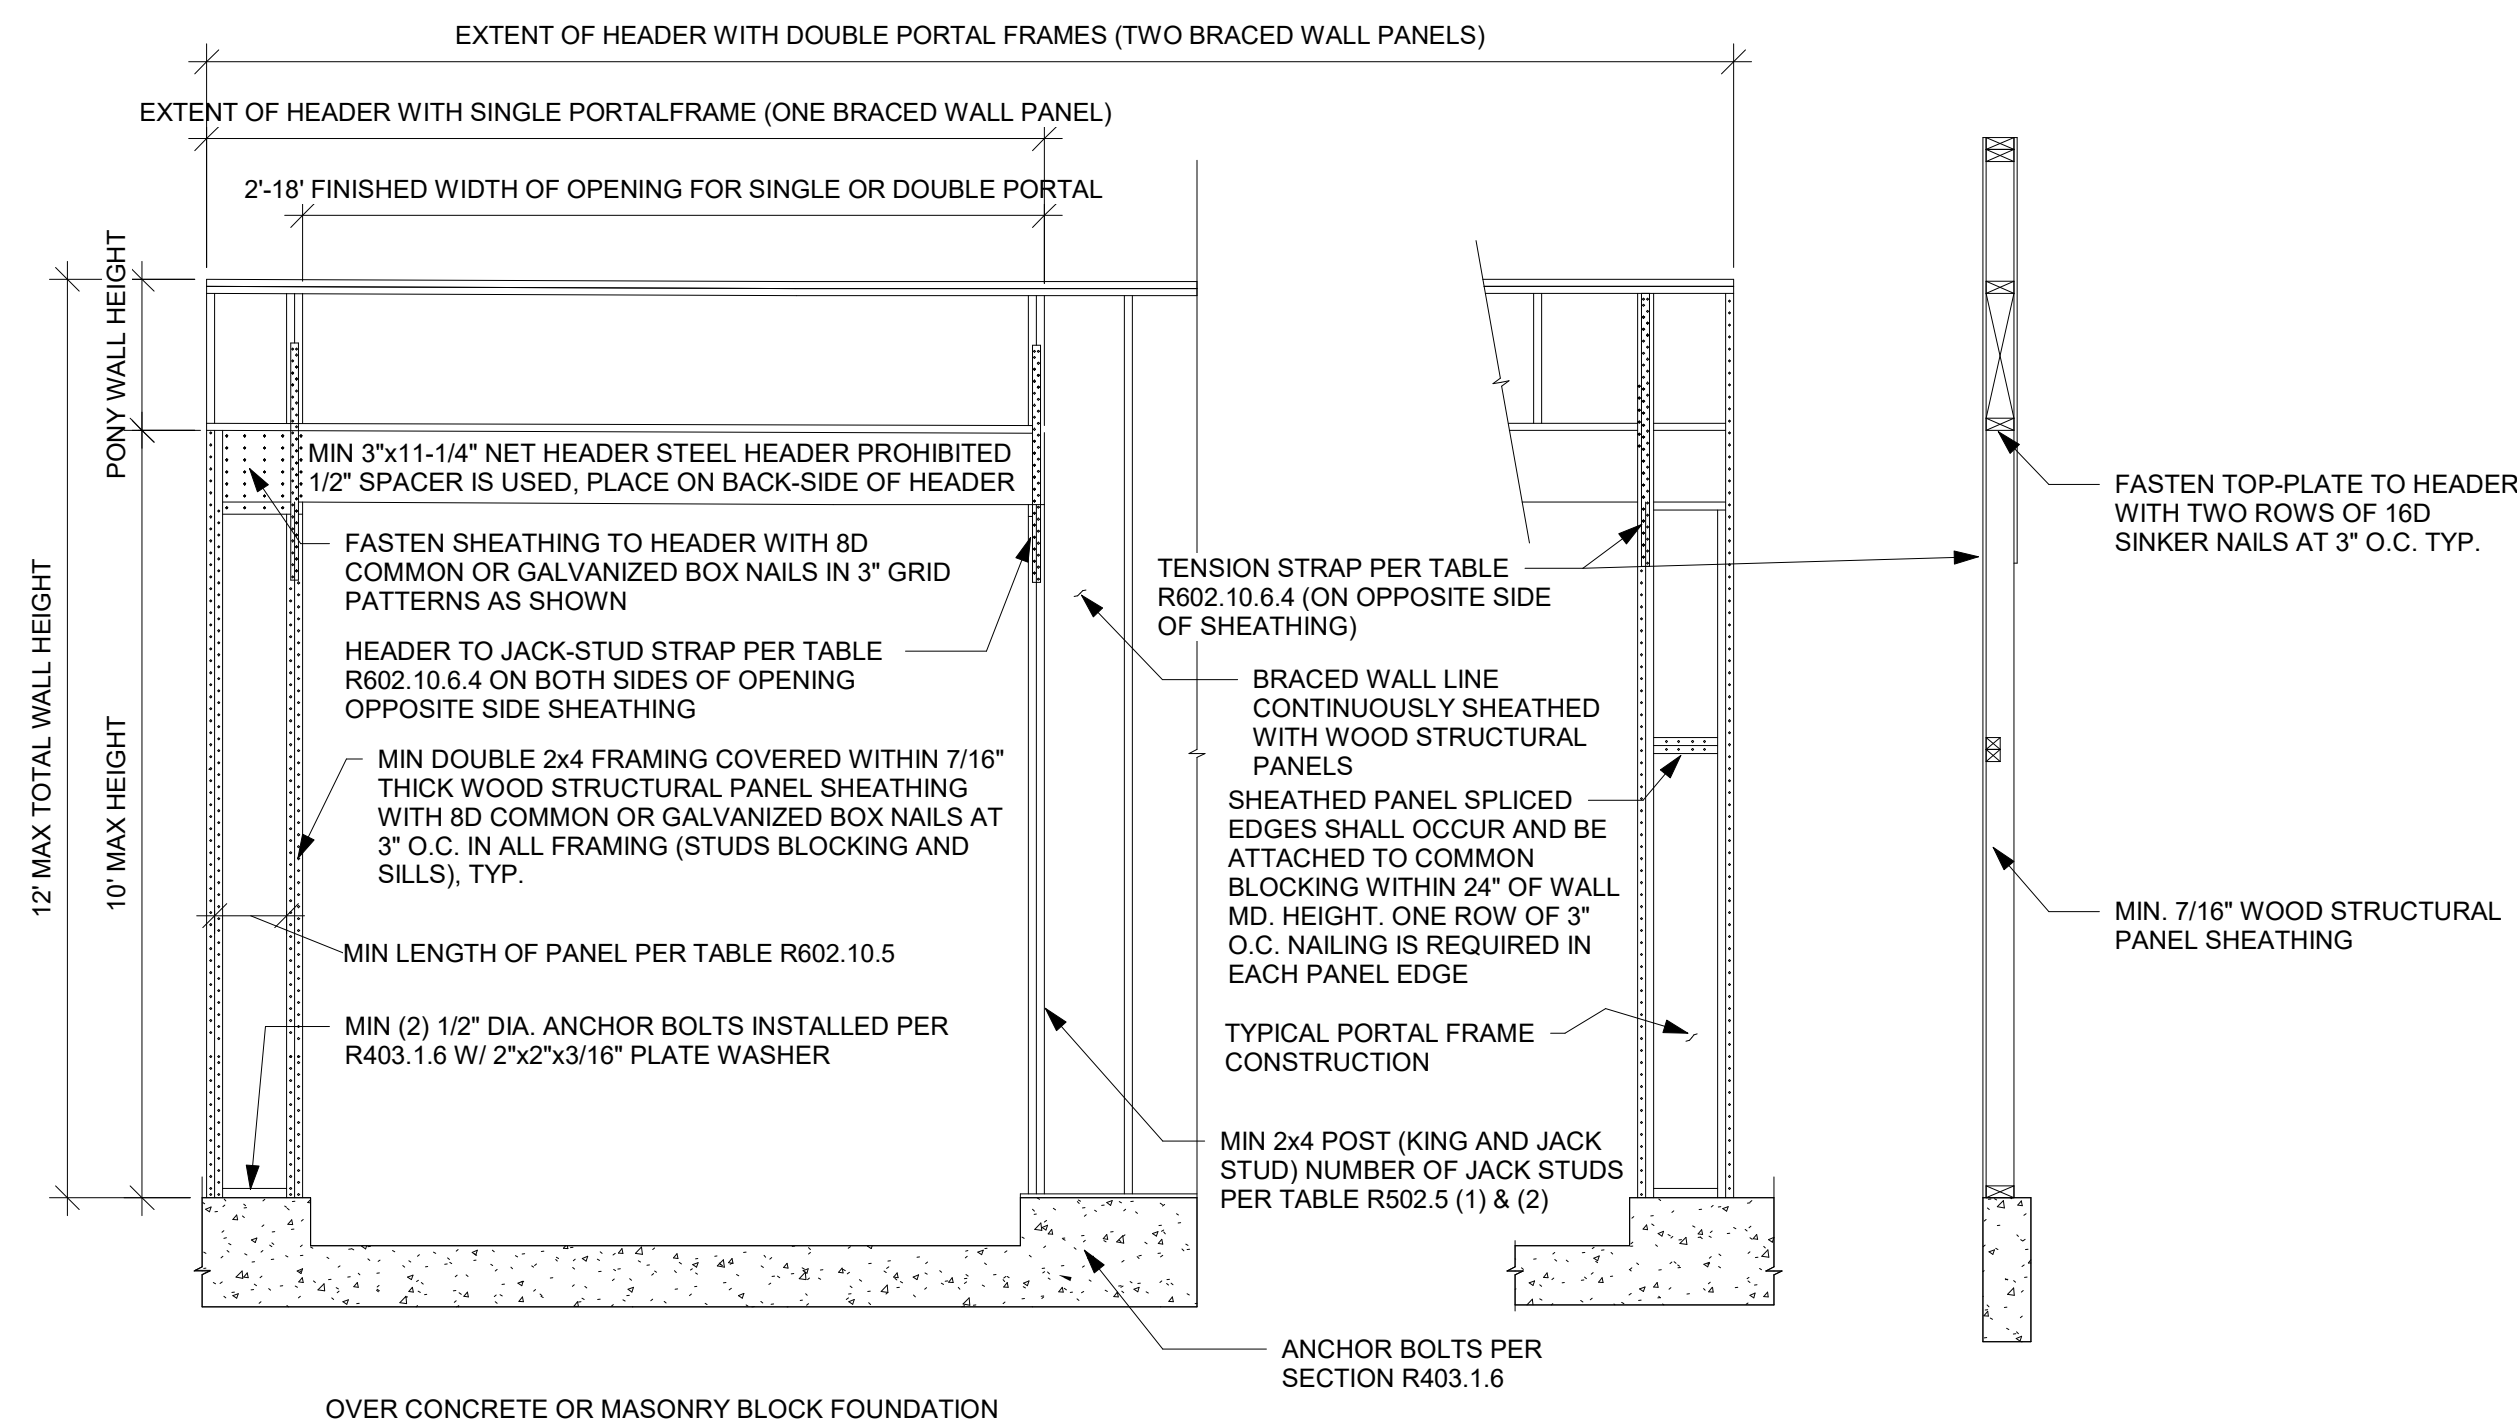 EXTENT OF HEADER WITH DOUBLE PORTAL FRAMES (TWO BRACED WALL PANELS)
EXTENT OF HEADER WITH SINGLE PORTALFRAME (ONE BRACED WALL PANEL)
2'-18' FINISHED WIDTH OF OPENING FOR SINGLE OR DOUBLE PORTAL
PONY WALL HEIGHT
12' MAX TOTAL WALL HEIGHT
10' MAX HEIGHT
MIN 3"x11-1/4" NET HEADER STEEL HEADER PROHIBITED
1/2" SPACER IS USED, PLACE ON BACK-SIDE OF HEADER
FASTEN SHEATHING TO HEADER WITH 8D
COMMON OR GALVANIZED BOX NAILS IN 3" GRID
PATTERNS AS SHOWN
HEADER TO JACK-STUD STRAP PER TABLE
R602.10.6.4 ON BOTH SIDES OF OPENING
OPPOSITE SIDE SHEATHING
MIN DOUBLE 2x4 FRAMING COVERED WITHIN 7/16"
THICK WOOD STRUCTURAL PANEL SHEATHING
WITH 8D COMMON OR GALVANIZED BOX NAILS AT
3" O.C. IN ALL FRAMING (STUDS BLOCKING AND
SILLS), TYP.
MIN LENGTH OF PANEL PER TABLE R602.10.5
MIN (2) 1/2" DIA. ANCHOR BOLTS INSTALLED PER
R403.1.6 W/ 2"x2"x3/16" PLATE WASHER
TENSION STRAP PER TABLE
R602.10.6.4 (ON OPPOSITE SIDE
OF SHEATHING)
BRACED WALL LINE
CONTINUOUSLY SHEATHED
WITH WOOD STRUCTURAL
PANELS
SHEATHED PANEL SPLICED
EDGES SHALL OCCUR AND BE
ATTACHED TO COMMON
BLOCKING WITHIN 24" OF WALL
MD. HEIGHT. ONE ROW OF 3"
O.C. NAILING IS REQUIRED IN
EACH PANEL EDGE
TYPICAL PORTAL FRAME
CONSTRUCTION
MIN 2x4 POST (KING AND JACK
STUD) NUMBER OF JACK STUDS
PER TABLE R502.5 (1) & (2)
ANCHOR BOLTS PER
SECTION R403.1.6
FASTEN TOP-PLATE TO HEADER
WITH TWO ROWS OF 16D
SINKER NAILS AT 3" O.C. TYP.
MIN. 7/16" WOOD STRUCTURAL
PANEL SHEATHING
OVER CONCRETE OR MASONRY BLOCK FOUNDATION